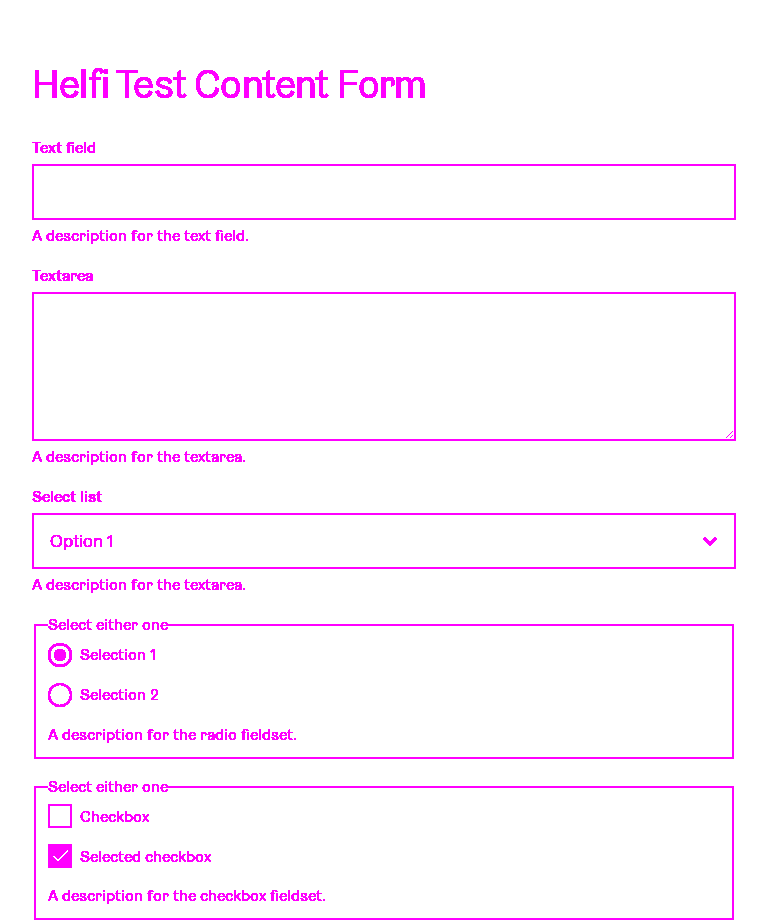 Helfi Test Content Form
Text field
A description for the text field.
Textarea
A description for the textarea.
Select list
Option 1
A description for the textarea.
Select either one
Selection 1
Selection 2
A description for the radio fieldset.
Select either one
Checkbox
Selected checkbox
A description for the checkbox fieldset.